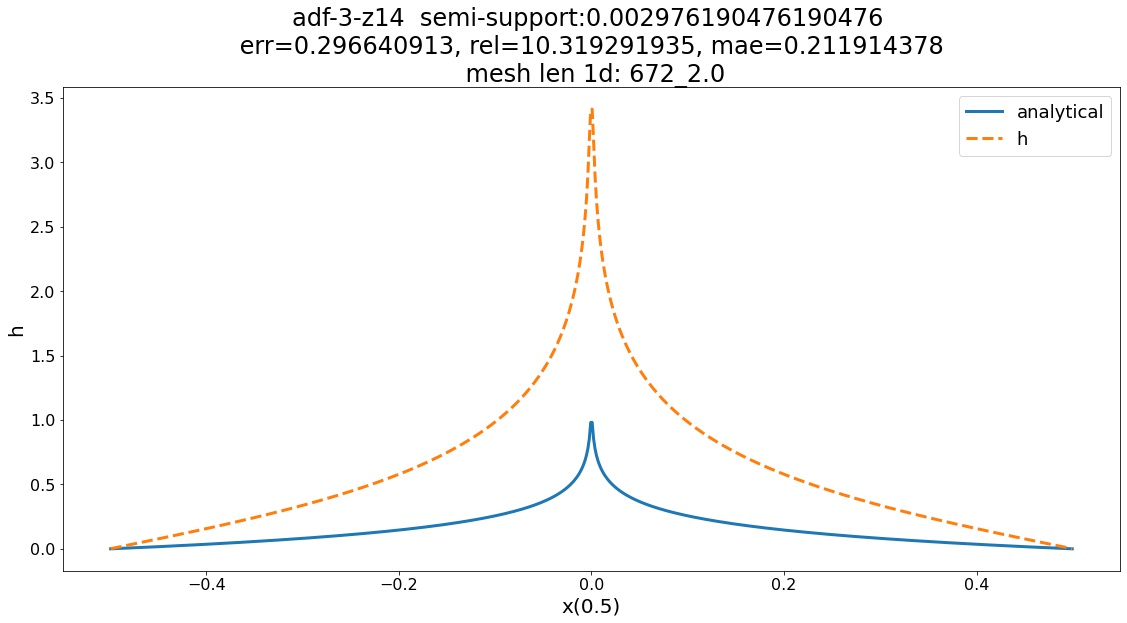 adf-3-z14  semi-support:0.002976190476190476
err=0.296640913, rel=10.319291935, mae=0.211914378
mesh len 1d: 672_2.0
analytical
h
3.5
3.0
2.5
2.0
1.5
1.0
0.5
0.0
h
−0.4
−0.2
0.0
0.2
0.4
x(0.5)